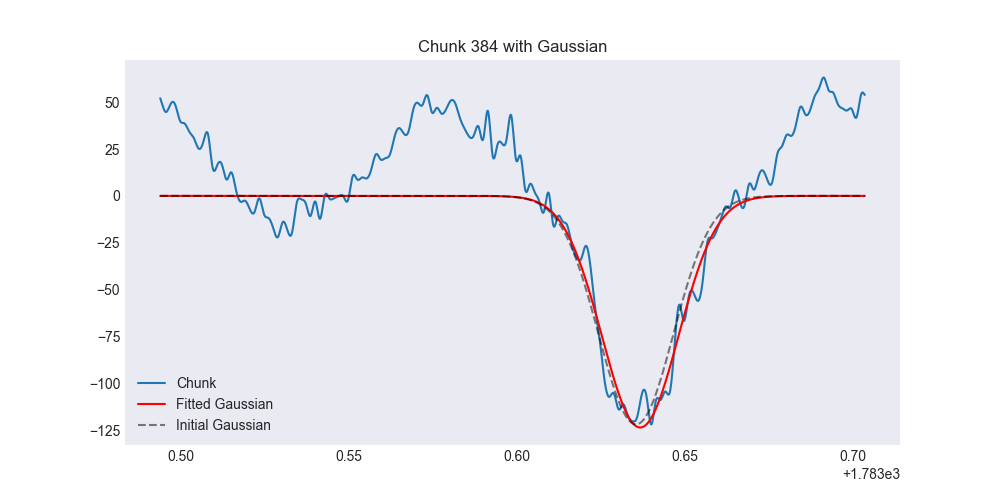 Chunk 384 with Gaussian
50
25
0
−25
−50
−75
−100
−125
Chunk
Fitted Gaussian
Initial Gaussian
0.50 0.55 0.60 0.65 0.70
+1.783e3